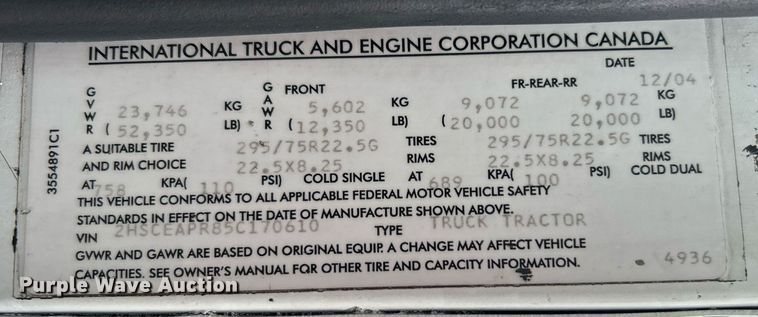 INTERNATIONAL TRUCK AND ENGINE CORPORATION CANADA
DATE 12/04
GVWR 23,746 KG GAWR FRONT 5,602 KG FR-REAR-RR 9,072 9,072 KG
( 52,350 LB) ( 12,350 LB) ( 20,000 20,000 LB)
A SUITABLE TIRE 295/75R22.5G TIRES 295/75R22.5G TIRES
AND RIM CHOICE 22.5X8.25 RIMS 22.5X8.25 RIMS
AT 758 KPA( 110 PSI) COLD SINGLE AT 689 KPA( 100 PSI) COLD DUAL
THIS VEHICLE CONFORMS TO ALL APPLICABLE FEDERAL MOTOR VEHICLE SAFETY
STANDARDS IN EFFECT ON THE DATE OF MANUFACTURE SHOWN ABOVE.
VIN 2HSCEAPR85C170610 TYPE TRUCK TRACTOR
GVWR AND GAWR ARE BASED ON ORIGINAL EQUIP A CHANGE MAY AFFECT VEHICLE
CAPACITIES. SEE OWNER'S MANUAL FOR OTHER TIRE AND CAPACITY INFORMATION. 4936
3554891C1
Purple Wave Auction